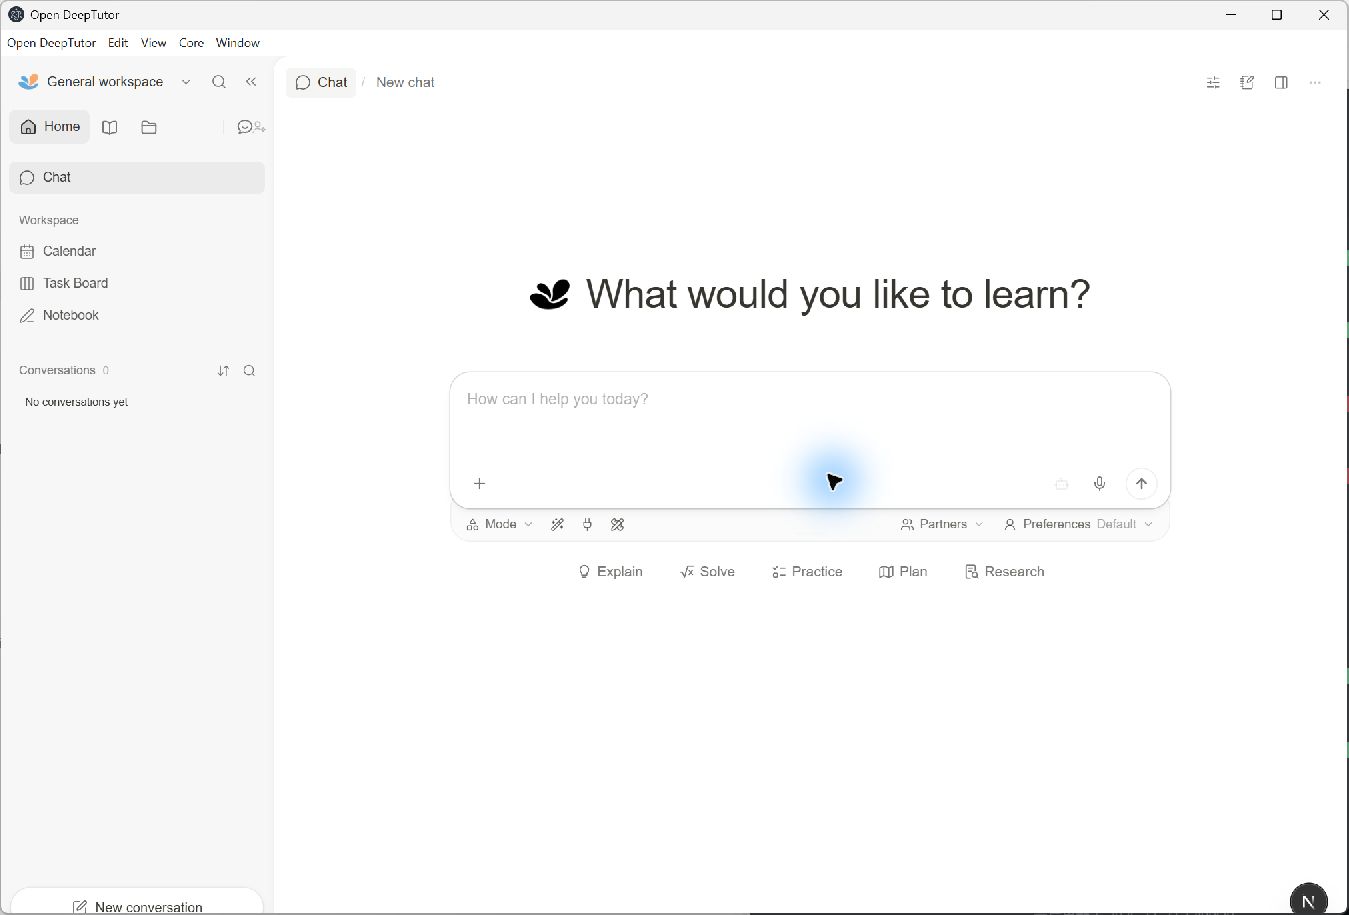 Open DeepTutor
Open DeepTutor Edit View Core Window
General workspace
Chat / New chat
Home
Chat
Workspace
Calendar
Task Board
Notebook
Conversations 0
No conversations yet
New conversation
What would you like to learn?
How can I help you today?
Mode
Partners
Preferences Default
Explain Solve Practice Plan Research
N